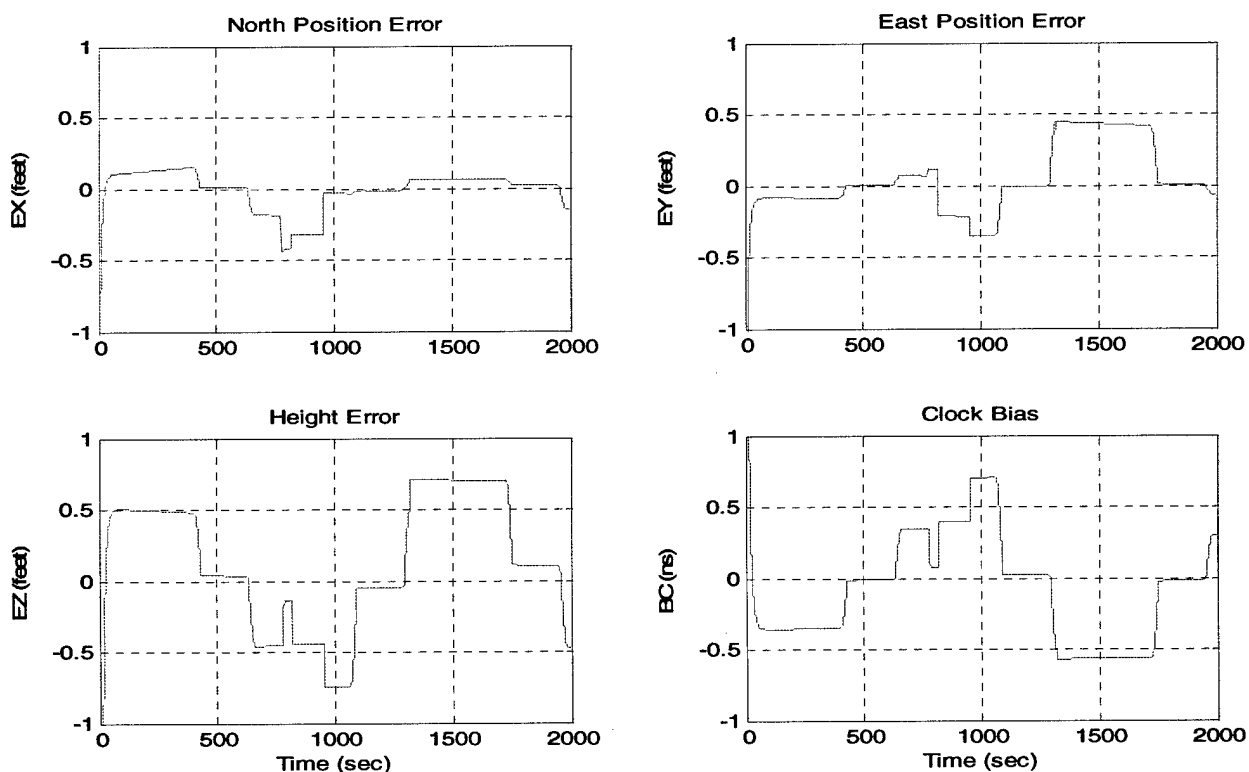 North Position Error
1
0.5
0
-0.5
-1
EX (feet)
0 500 1000 1500 2000
East Position Error
1
0.5
0
-0.5
-1
EY (feet)
0 500 1000 1500 2000
Height Error
1
0.5
0
-0.5
-1
EZ (feet)
0 500 1000 1500 2000
Time (sec)
Clock Bias
1
0.5
0
-0.5
-1
BC (ns)
0 500 1000 1500 2000
Time (sec)